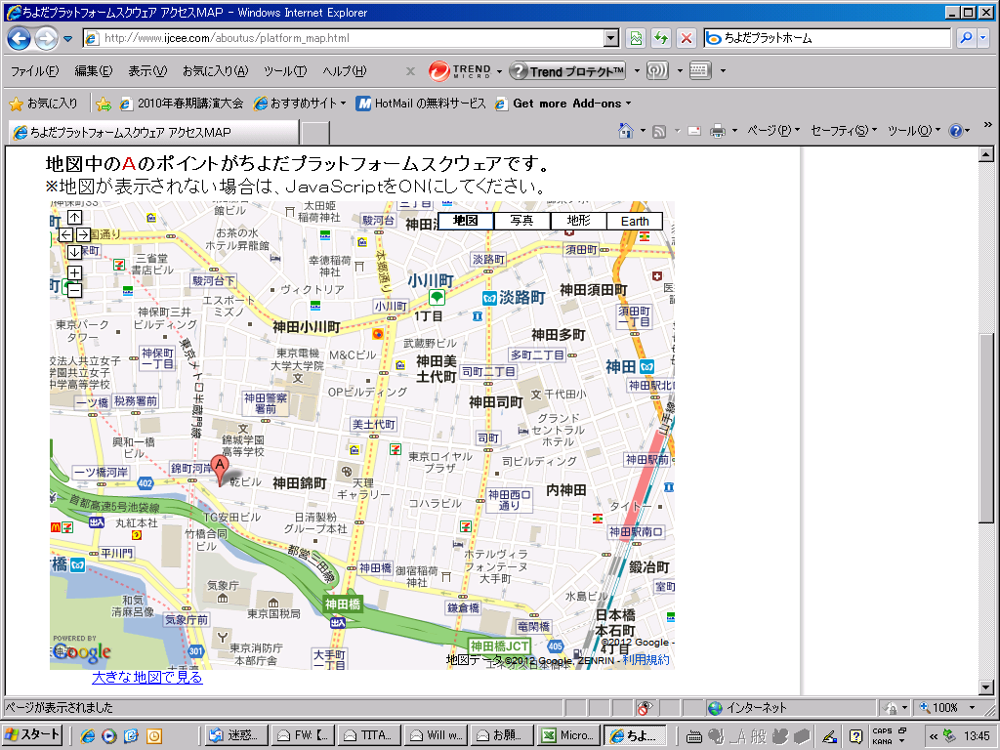 ちよだプラットフォームスクウェア アクセスMAP - Windows Internet Explorer
http://www.ijcee.com/aboutus/platform_map.html
ちよだプラットホーム
ファイル(F) 編集(E) 表示(V) お気に入り(A) ツール(T) ヘルプ(H)
x TREND MICRO Trend プロテクト™
お気に入り 2010年春期講演大会 おすすめサイト HotMail の無料サービス Get more Add-ons
ちよだプラットフォームスクウェア アクセスMAP
ページ(P) セーフティ(S) ツール(O)
地図中のAのポイントがちよだプラットフォームスクウェアです。
※地図が表示されない場合は、JavaScriptをONにしてください。
地図 写真 地形 Earth
館ビル
太田姫
稲荷神社
駿河台
国通り
お茶の水
ホテル昇龍館
本郷通り
淡路町
須田町
三省堂
書店ビル
幸徳稲荷
神社
駿河台下
ヴィクトリア
小川町
神田須田町
エスポート
ミズノ
小川町
淡路町
須田町
一丁目
神保町三井
ビルディング
神田小川町
1丁目
東京パーク
タワー
武蔵野ビル
神田多町
神保町
一丁目
東京電機
大学大学院
M&Cビル
神田美
土代町
多町二丁目
神田
司町二丁目
東京メトロ半蔵門線
OPビルディング
神田司町
千代田小
一ツ橋
税務署前
神田警察
署前
美土代町
グランド
セントラル
ホテル
興和一橋
ビル
錦城学園
高等学校
司町
東京ロイヤル
プラザ
司ビルディング
神田駅前
一ツ橋河岸
402
錦町河岸
A
乾ビル
神田錦町
天理
ギャラリー
内神田
神田西口
通り
コハラビル
首都高速5号池袋線
TG安田ビル
日清製粉
グループ本社
タイトー
丸紅本社
出入
竹橋合同
ビル
神田駅南口
平川門
都営三田線
ホテルヴィラ
フォンテーヌ
大手町
鍛冶町
橋
神田橋
御宿稲荷
神社
気象庁
水島ビル
室町
和気
清麻呂像
東京国税局
神田橋
鎌倉橋
日本橋
本石町
4丁目
気象庁前
出入
竜閑橋
301
東京消防庁
本部庁舎
大手町
一丁目
神田橋JCT
405
POWERED BY
Google
地図データ ©2012 Google, ZENRIN - 利用規約
©2012 Google -
大きな地図で見る
ページが表示されました インターネット 100%
スタート 迷惑... FW: 【... TITA... Will w... お願... Micro... ちよ... A 般 CAPS KANA 13:45